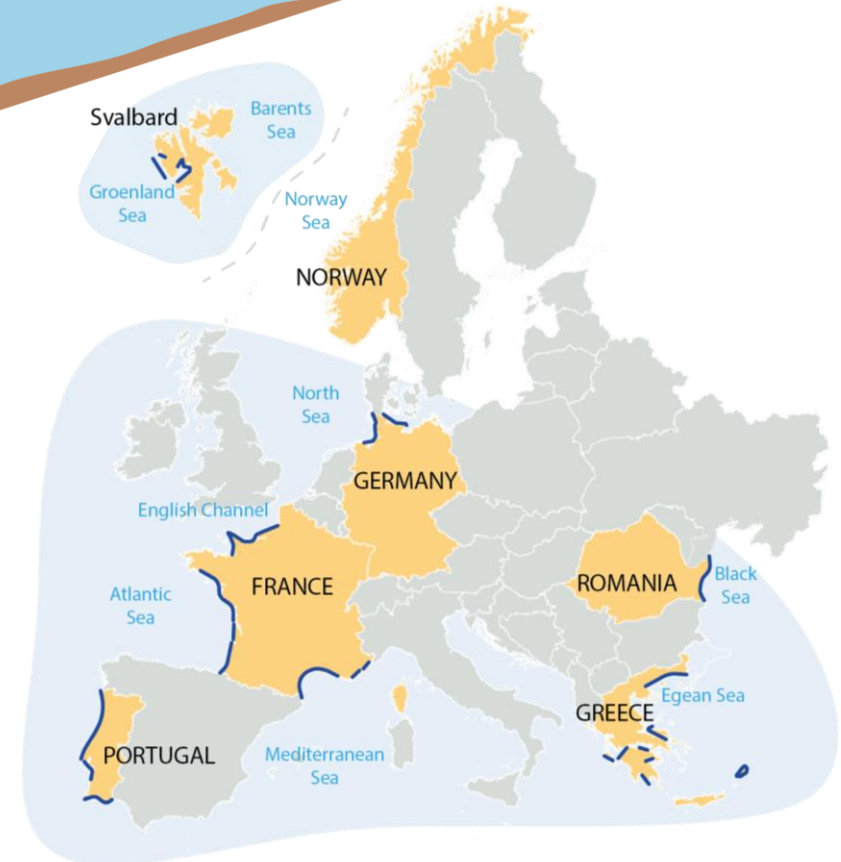 Svalbard
Barents
Sea
Groenland
Sea
Norway
Sea
NORWAY
North
Sea
GERMANY
English Channel
FRANCE
ROMANIA
Black
Sea
Atlantic
Sea
Egean Sea
GREECE
PORTUGAL
Mediterranean
Sea